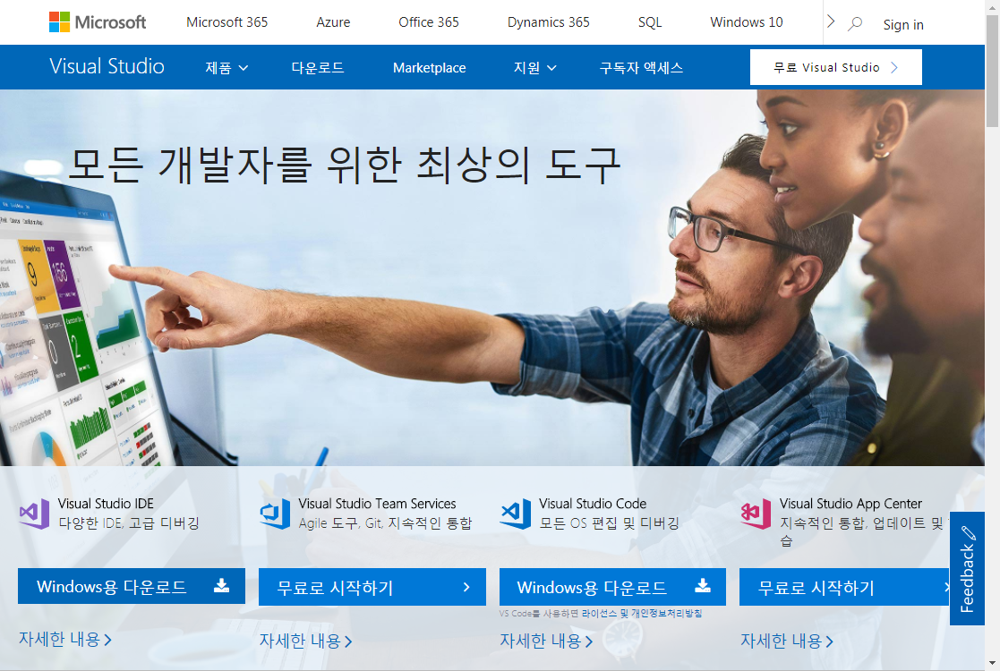 Microsoft
Microsoft 365
Azure
Office 365
Dynamics 365
SQL
Windows 10
Sign in
Visual Studio
제품
다운로드
Marketplace
지원
구독자 액세스
무료 Visual Studio
모든 개발자를 위한 최상의 도구
9
156
0
2
Visual Studio IDE
다양한 IDE, 고급 디버깅
Windows용 다운로드
자세한 내용
Visual Studio Team Services
Agile 도구, Git, 지속적인 통합
무료로 시작하기
자세한 내용
Visual Studio Code
모든 OS 편집 및 디버깅
Windows용 다운로드
VS Code를 사용하면 라이선스 및 개인정보처리방침
자세한 내용
Visual Studio App Center
지속적인 통합, 업데이트 및
습
무료로 시작하기
자세한 내용
Feedback